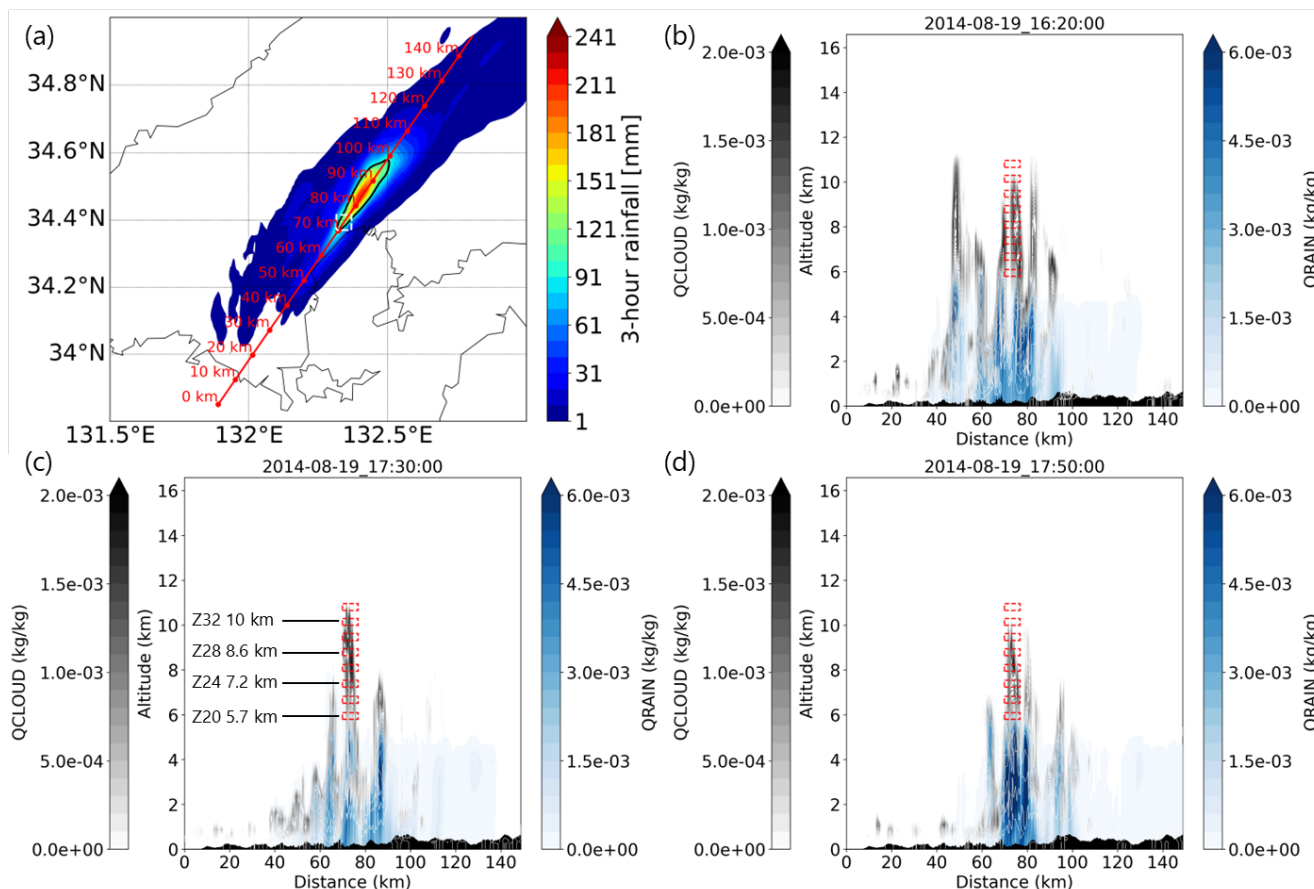 (a)
34.8°N
34.6°N
34.4°N
34.2°N
34°N
131.5°E
132°E
132.5°E
140 km
130 km
120 km
110 km
100 km
90 km
80 km
70 km
60 km
50 km
40 km
30 km
20 km
10 km
0 km
241
211
181
151
121
91
61
31
1
3-hour rainfall [mm]
(b)
2014-08-19_16:20:00
2.0e-03
1.5e-03
1.0e-03
5.0e-04
0.0e+00
QCLOUD (kg/kg)
16
14
12
10
8
6
4
2
0
Altitude (km)
0 20 40 60 80 100 120 140
Distance (km)
6.0e-03
4.5e-03
3.0e-03
1.5e-03
0.0e+00
QRAIN (kg/kg)
(c)
2014-08-19_17:30:00
2.0e-03
1.5e-03
1.0e-03
5.0e-04
0.0e+00
QCLOUD (kg/kg)
16
14
12
10
8
6
4
2
0
Altitude (km)
Z32 10 km
Z28 8.6 km
Z24 7.2 km
Z20 5.7 km
0 20 40 60 80 100 120 140
Distance (km)
6.0e-03
4.5e-03
3.0e-03
1.5e-03
0.0e+00
QRAIN (kg/kg)
(d)
2014-08-19_17:50:00
2.0e-03
1.5e-03
1.0e-03
5.0e-04
0.0e+00
QCLOUD (kg/kg)
16
14
12
10
8
6
4
2
0
Altitude (km)
0 20 40 60 80 100 120 140
Distance (km)
6.0e-03
4.5e-03
3.0e-03
1.5e-03
0.0e+00
QRAIN (kg/kg)